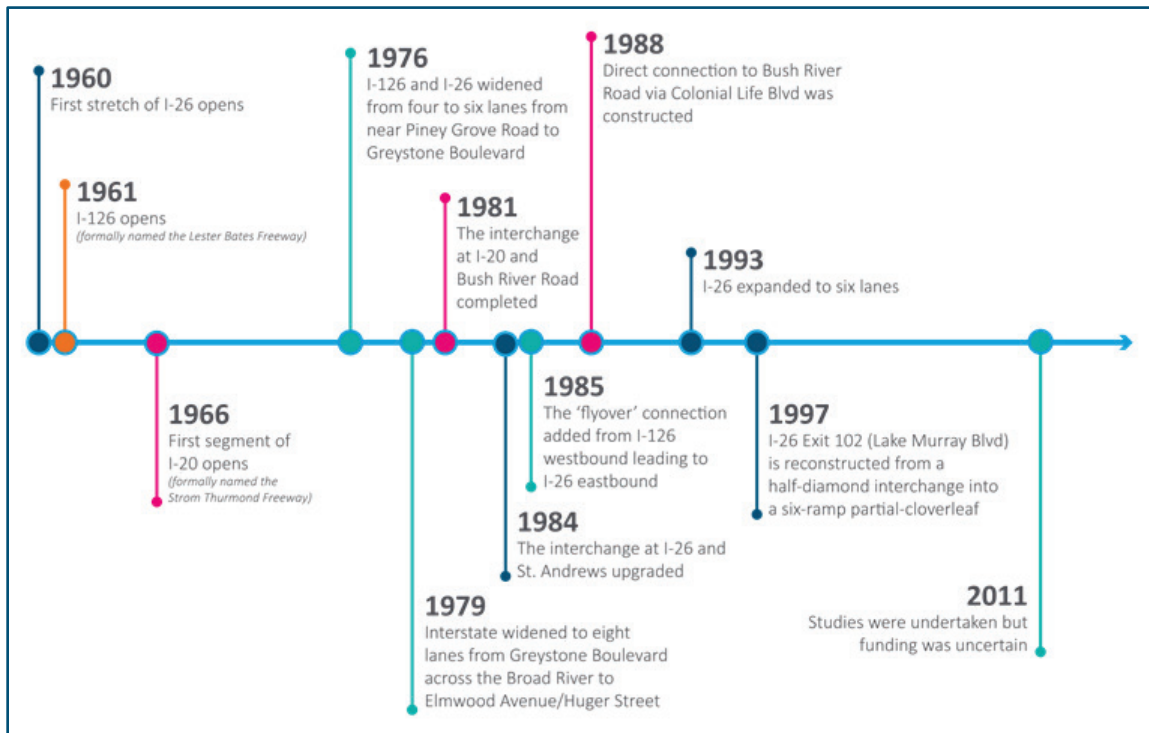 1960
First stretch of I-26 opens
1961
I-126 opens
(formally named the Lester Bates Freeway)
1966
First segment of
I-20 opens
(formally named the
Strom Thurmond Freeway)
1976
I-126 and I-26 widened
from four to six lanes from
near Piney Grove Road to
Greystone Boulevard
1979
Interstate widened to eight
lanes from Greystone Boulevard
across the Broad River to
Elmwood Avenue/Huger Street
1981
The interchange
at I-20 and
Bush River Road
completed
1984
The interchange at I-26 and
St. Andrews upgraded
1985
The ‘flyover’ connection
added from I-126
westbound leading to
I-26 eastbound
1988
Direct connection to Bush River
Road via Colonial Life Blvd was
constructed
1993
I-26 expanded to six lanes
1997
I-26 Exit 102 (Lake Murray Blvd)
is reconstructed from a
half-diamond interchange into
a six-ramp partial-cloverleaf
2011
Studies were undertaken but
funding was uncertain